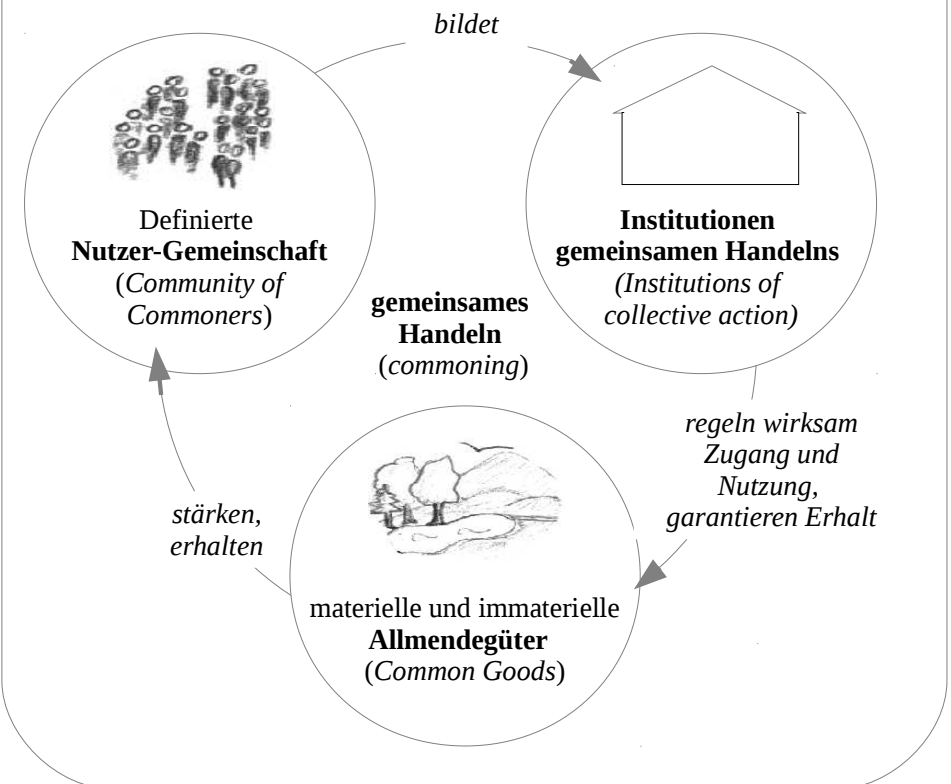 bildet
Definierte
Nutzer-Gemeinschaft
(Community of
Commoners)
Institutionen
gemeinsamen Handelns
(Institutions of
collective action)
gemeinsames
Handeln
(commoning)
regeln wirksam
Zugang und
Nutzung,
garantieren Erhalt
stärken,
erhalten
materielle und immaterielle
Allmendegüter
(Common Goods)